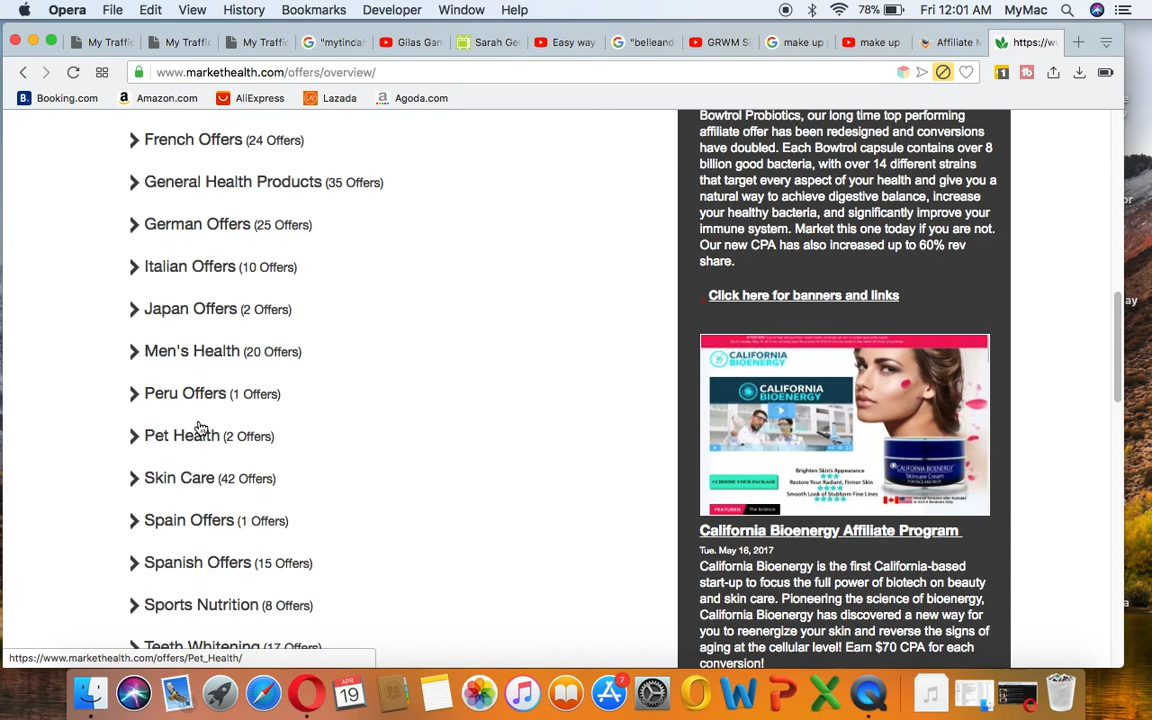 Opera File Edit View History Bookmarks Developer Window Help 78% Fri 12:01 AM MyMac
My Traffi My Traffi My Traffi "mytinda Gilas Gam Sarah Ge Easy way "belleand GRWM Si make up make up Affiliate M https://w
www.markethealth.com/offers/overview/
Booking.com Amazon.com AliExpress Lazada Agoda.com
French Offers (24 Offers)
General Health Products (35 Offers)
German Offers (25 Offers)
Italian Offers (10 Offers)
Japan Offers (2 Offers)
Men's Health (20 Offers)
Peru Offers (1 Offers)
Pet Health (2 Offers)
Skin Care (42 Offers)
Spain Offers (1 Offers)
Spanish Offers (15 Offers)
Sports Nutrition (8 Offers)
Teeth Whitening (17 Offers)
https://www.markethealth.com/offers/Pet_Health/
Bowtrol Probiotics, our long time top performing
affiliate offer has been redesigned and conversions
have doubled. Each Bowtrol capsule contains over 8
billion good bacteria, with over 14 different strains
that target every aspect of your health and give you a
natural way to achieve digestive balance, increase
your healthy bacteria, and significantly improve your
immune system. Market this one today if you are not.
Our new CPA has also increased up to 60% rev
share.
Click here for banners and links
CALIFORNIA
BIOENERGY
CALIFORNIA
BIOENERGY
Brighten Skin's Appearance
Restore Your Radiant, Firmer Skin
Smooth Look of Stubborn Fine Lines
CHOOSE YOUR PACKAGE
FEATURED The Science
CALIFORNIA BIOENERGY
Skincare Cream
California Bioenergy Affiliate Program
Tue. May 16, 2017
California Bioenergy is the first California-based
start-up to focus the full power of biotech on beauty
and skin care. Pioneering the science of bioenergy,
California Bioenergy has discovered a new way for
you to reenergize your skin and reverse the signs of
aging at the cellular level! Earn $70 CPA for each
conversion!
APR
19
7